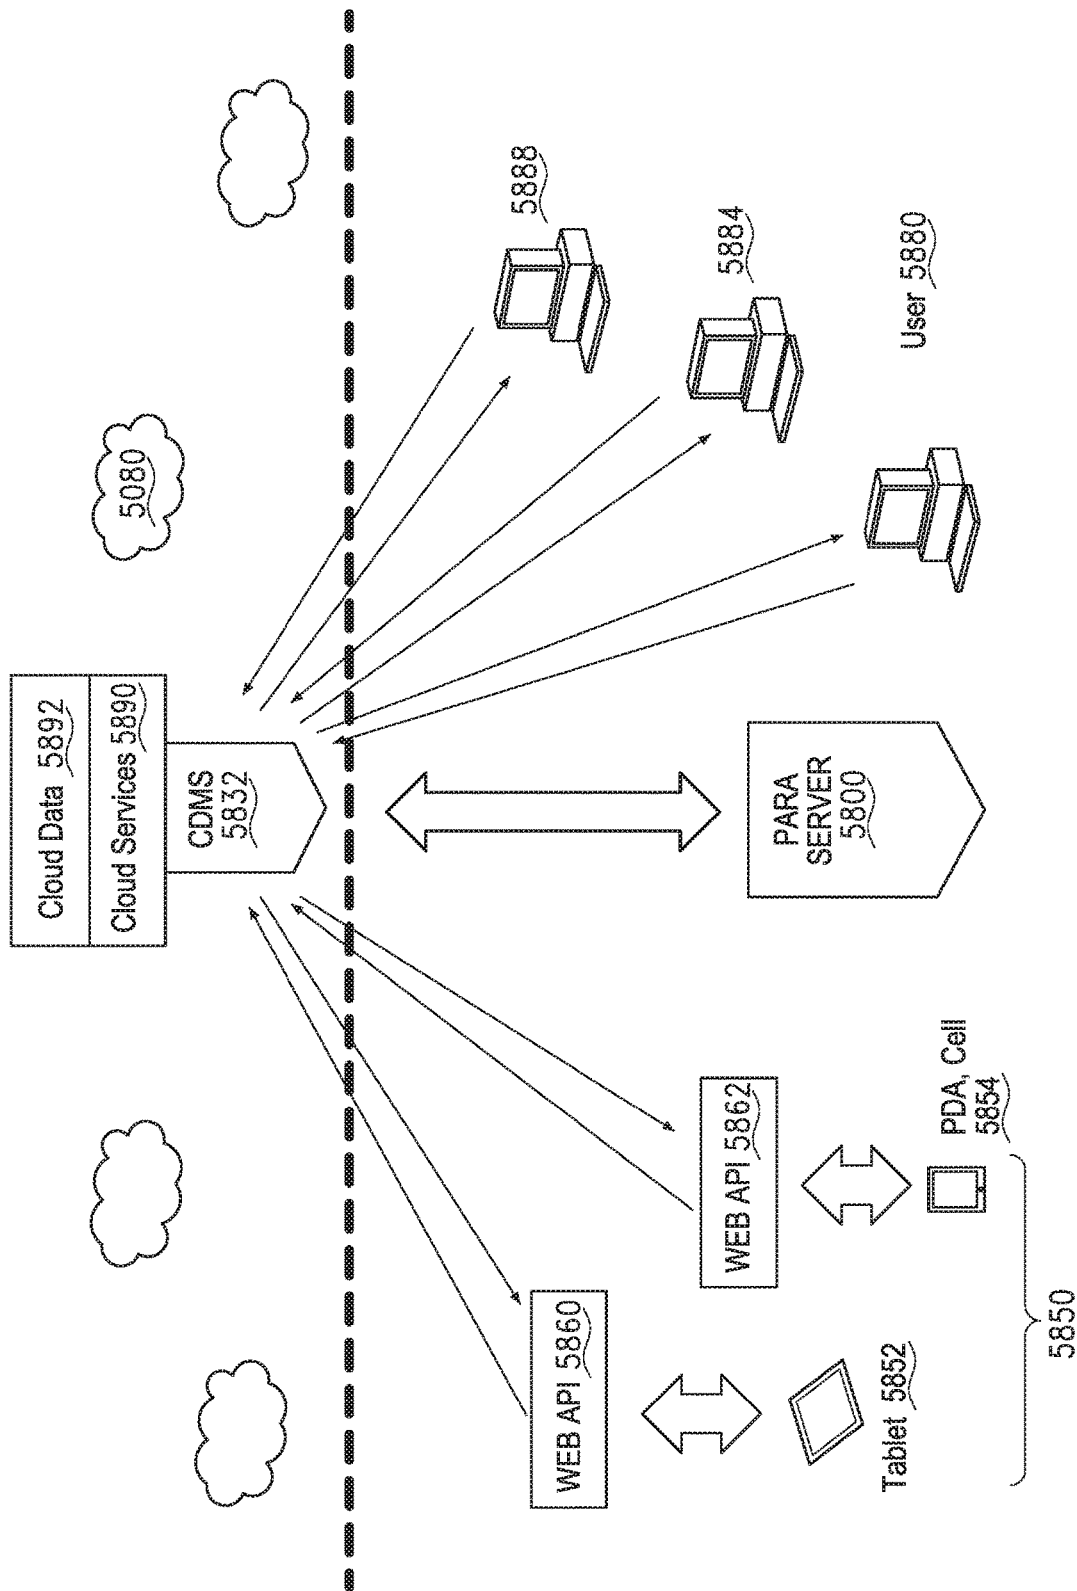 Cloud Data 5892
Cloud Services 5890
CDMS
5832
5080
WEB API 5860
WEB API 5862
PARA
SERVER
5800
5888
5884
User 5880
Tablet 5852
PDA, Cell
5854
5850